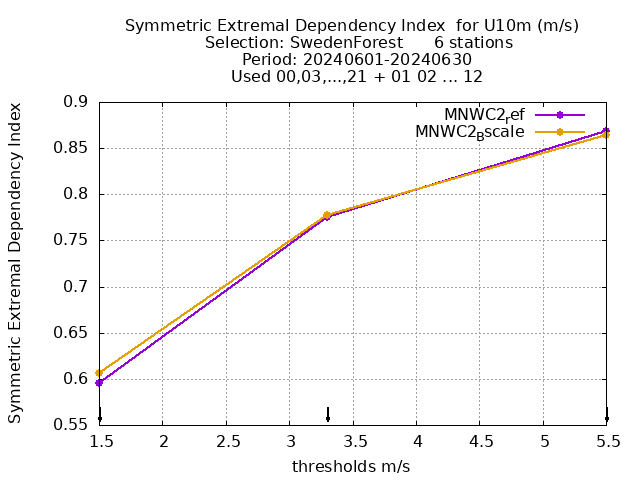 Symmetric Extremal Dependency Index for U10m (m/s)
Selection: SwedenForest 6 stations
Period: 20240601-20240630
Used 00,03,...,21 + 01 02 ... 12
MNWC2ref
MNWC2Bscale
Symmetric Extremal Dependency Index
0.9
0.85
0.8
0.75
0.7
0.65
0.6
0.55
1.5 2 2.5 3 3.5 4 4.5 5 5.5
thresholds m/s